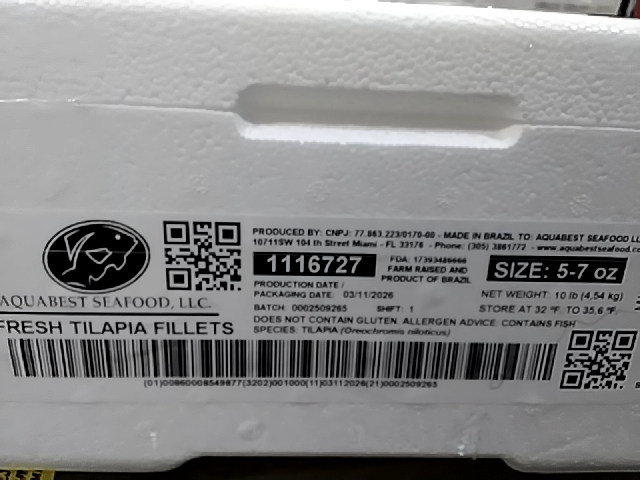 PRODUCED BY: CNPJ: 77.863.223/0170-00 - MADE IN BRAZIL TO: AQUABEST SEAFOOD LL
10711SW 104 th Street Miami - FL 33176 - Phone: (305) 3861772 - www.aquabestseafood.c
1116727
FDA: 17393486666
FARM RAISED AND
PRODUCT OF BRAZIL
SIZE: 5-7 oz
PRODUCTION DATE /
PACKAGING DATE: 03/11/2026
NET WEIGHT: 10 lb (4,54 kg)
AQUABEST SEAFOOD, LLC.
BATCH: 0002509265 SHIFT: 1
STORE AT 32 °F. TO 35,6 °F.
FRESH TILAPIA FILLETS
DOES NOT CONTAIN GLUTEN. ALLERGEN ADVICE: CONTAINS FISH
SPECIES: TILAPIA (Oreochromis niloticus)
(01)00860008549877(3202)001000(11)03112026(21)0002509265